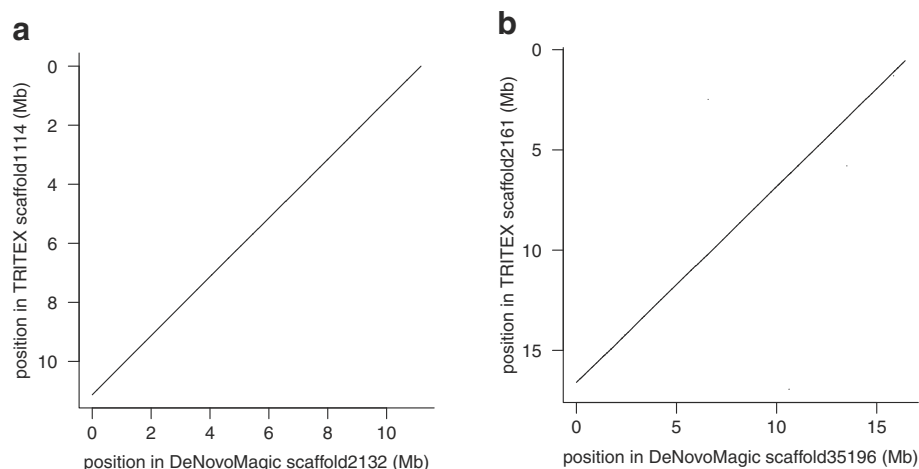 a
position in TRITEX scaffold1114 (Mb)
0
2
4
6
8
10
0 2 4 6 8 10
position in DeNovoMagic scaffold2132 (Mb)
b
position in TRITEX scaffold2161 (Mb)
0
5
10
15
0 5 10 15
position in DeNovoMagic scaffold35196 (Mb)